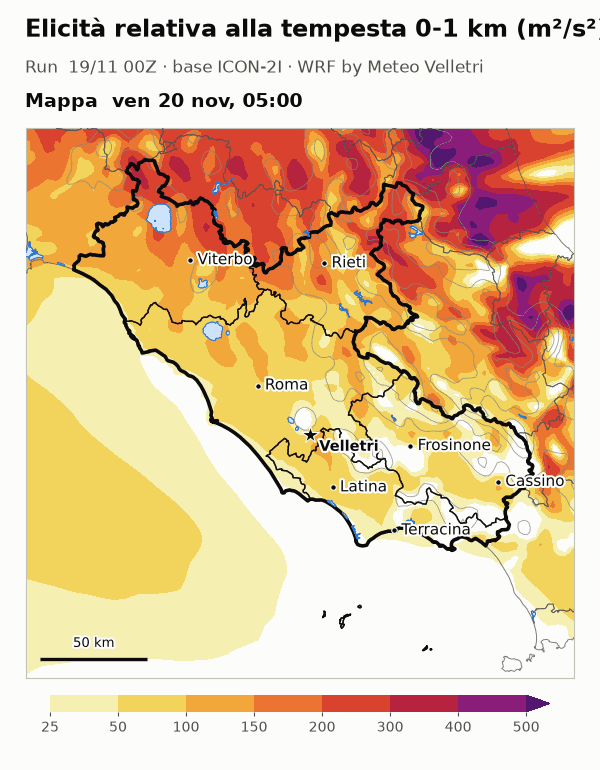 Elicità relativa alla tempesta 0-1 km (m²/s²)
Run 19/11 00Z · base ICON-2I · WRF by Meteo Velletri
Mappa ven 20 nov, 05:00
Viterbo
Rieti
Roma
Velletri
Frosinone
Latina
Cassino
Terracina
50 km
25 50 100 150 200 300 400 500